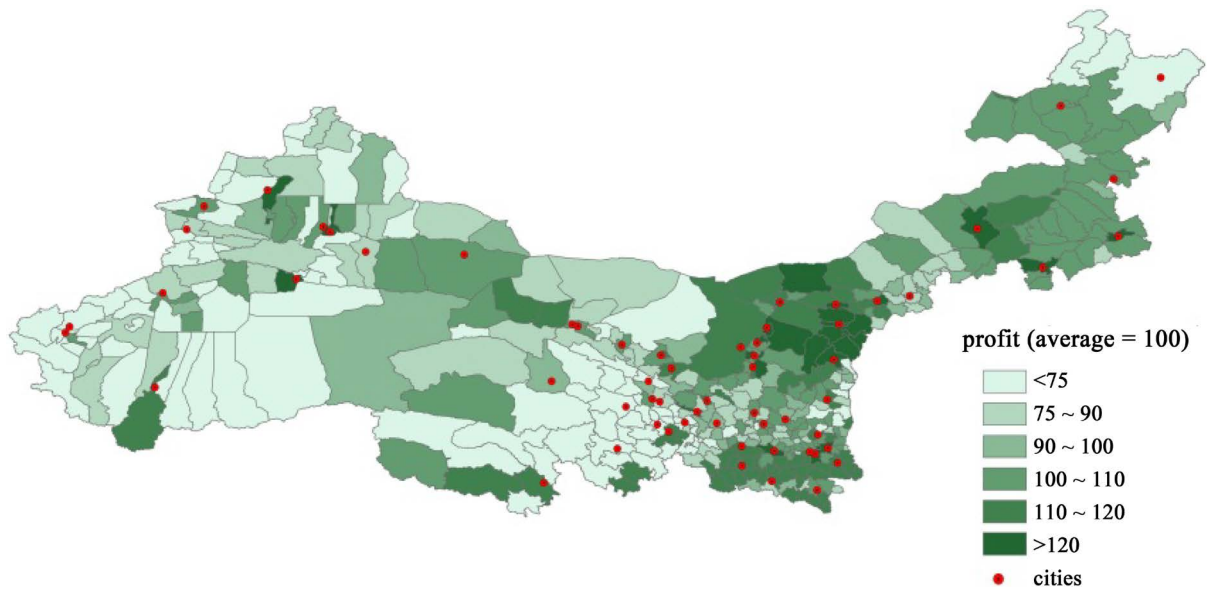 profit (average = 100)
<75
75 ~ 90
90 ~ 100
100 ~ 110
110 ~ 120
>120
cities